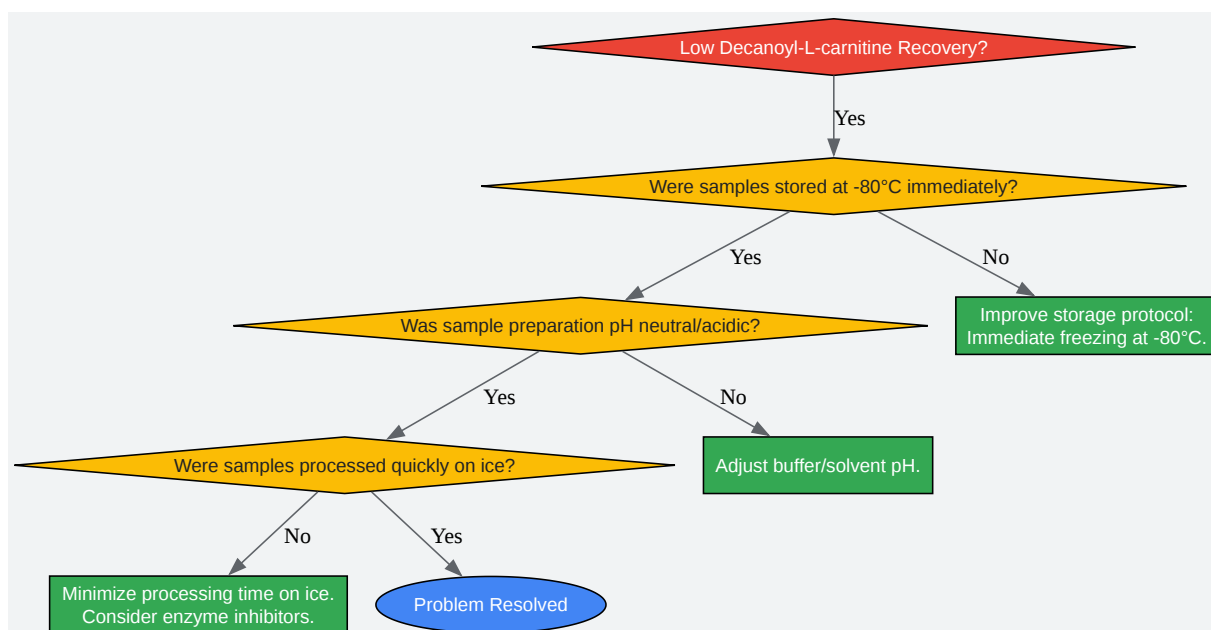 Low Decanoyl-L-carnitine Recovery?
Yes
Were samples stored at -80°C immediately?
Yes
No
Was sample preparation pH neutral/acidic?
Improve storage protocol:
Immediate freezing at -80°C.
Yes
No
Were samples processed quickly on ice?
Adjust buffer/solvent pH.
No
Yes
Minimize processing time on ice.
Consider enzyme inhibitors.
Problem Resolved